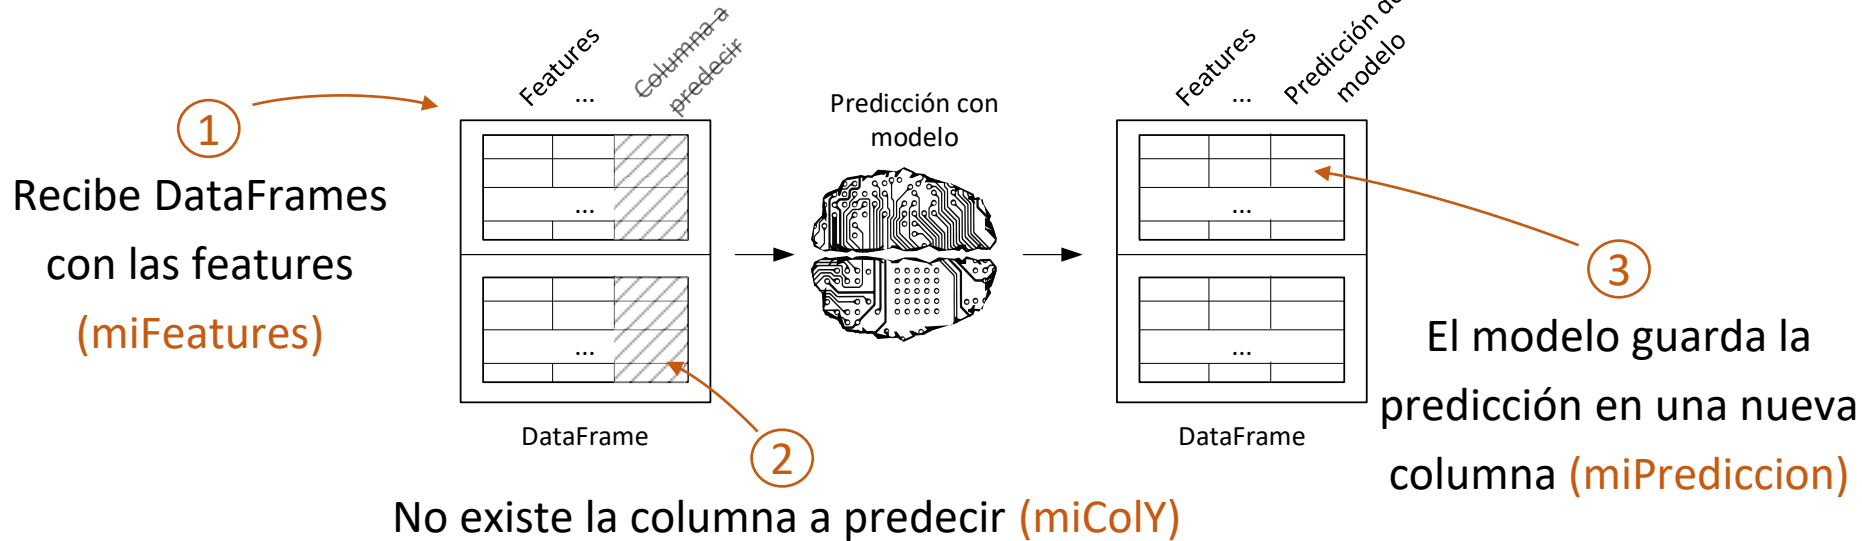 1
Recibe DataFrames
con las features
(miFeatures)
Features
...
Columna a
predecir
...
...
DataFrame
2
No existe la columna a predecir (miColY)
Predicción con
modelo
Features
...
Predicción
modelo
...
...
DataFrame
3
El modelo guarda la
predicción en una nueva
columna (miPrediccion)